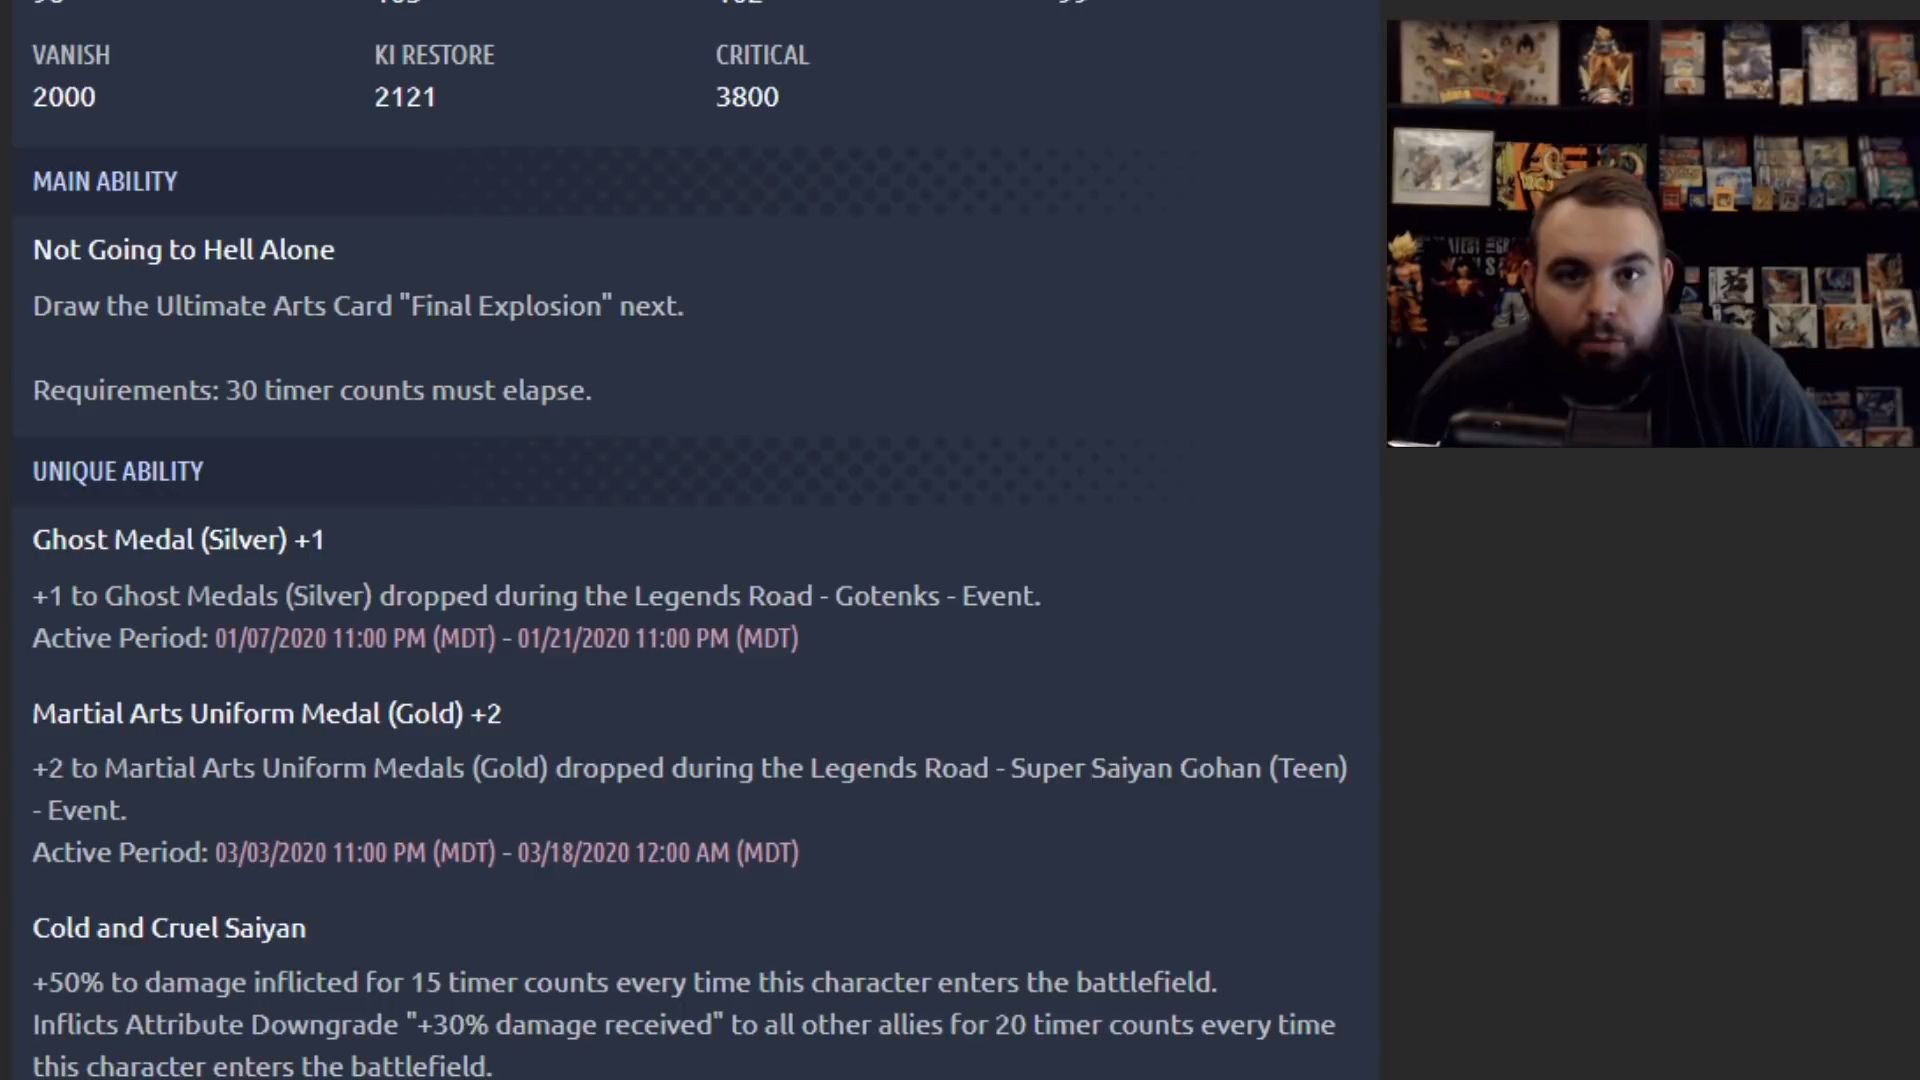 VANISH KI RESTORE CRITICAL
2000 2121 3800
MAIN ABILITY
Not Going to Hell Alone
Draw the Ultimate Arts Card "Final Explosion" next.
Requirements: 30 timer counts must elapse.
UNIQUE ABILITY
Ghost Medal (Silver) +1
+1 to Ghost Medals (Silver) dropped during the Legends Road - Gotenks - Event.
Active Period: 01/07/2020 11:00 PM (MDT) - 01/21/2020 11:00 PM (MDT)
Martial Arts Uniform Medal (Gold) +2
+2 to Martial Arts Uniform Medals (Gold) dropped during the Legends Road - Super Saiyan Gohan (Teen)
- Event.
Active Period: 03/03/2020 11:00 PM (MDT) - 03/18/2020 12:00 AM (MDT)
Cold and Cruel Saiyan
+50% to damage inflicted for 15 timer counts every time this character enters the battlefield.
Inflicts Attribute Downgrade "+30% damage received" to all other allies for 20 timer counts every time
this character enters the battlefield.